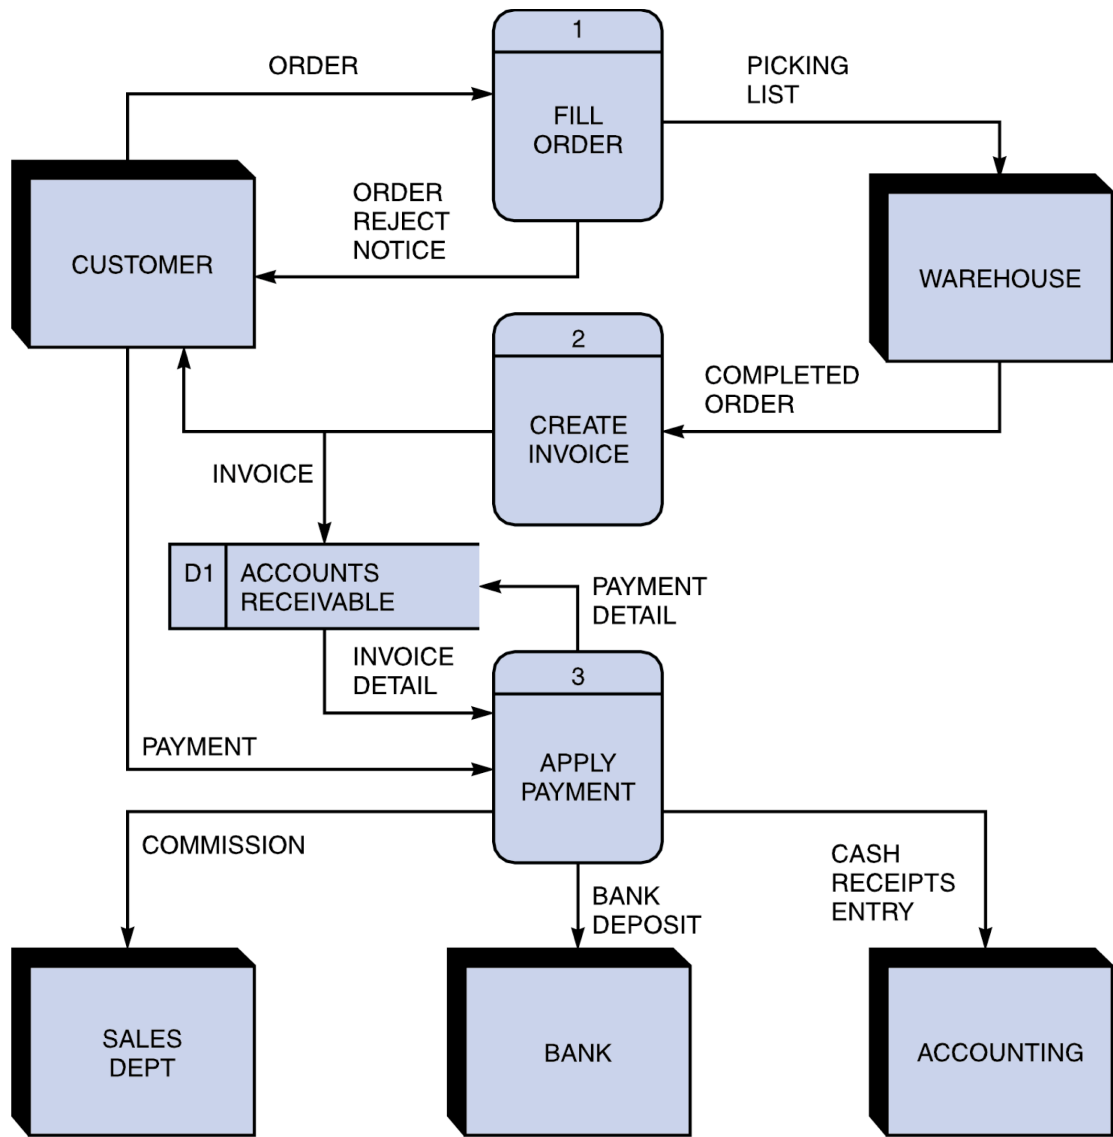 1
ORDER
PICKING
LIST
FILL
ORDER
ORDER
REJECT
NOTICE
CUSTOMER
WAREHOUSE
2
COMPLETED
ORDER
CREATE
INVOICE
INVOICE
D1
ACCOUNTS
RECEIVABLE
PAYMENT
DETAIL
INVOICE
DETAIL
3
PAYMENT
APPLY
PAYMENT
COMMISSION
CASH
RECEIPTS
ENTRY
BANK
DEPOSIT
SALES
DEPT
BANK
ACCOUNTING